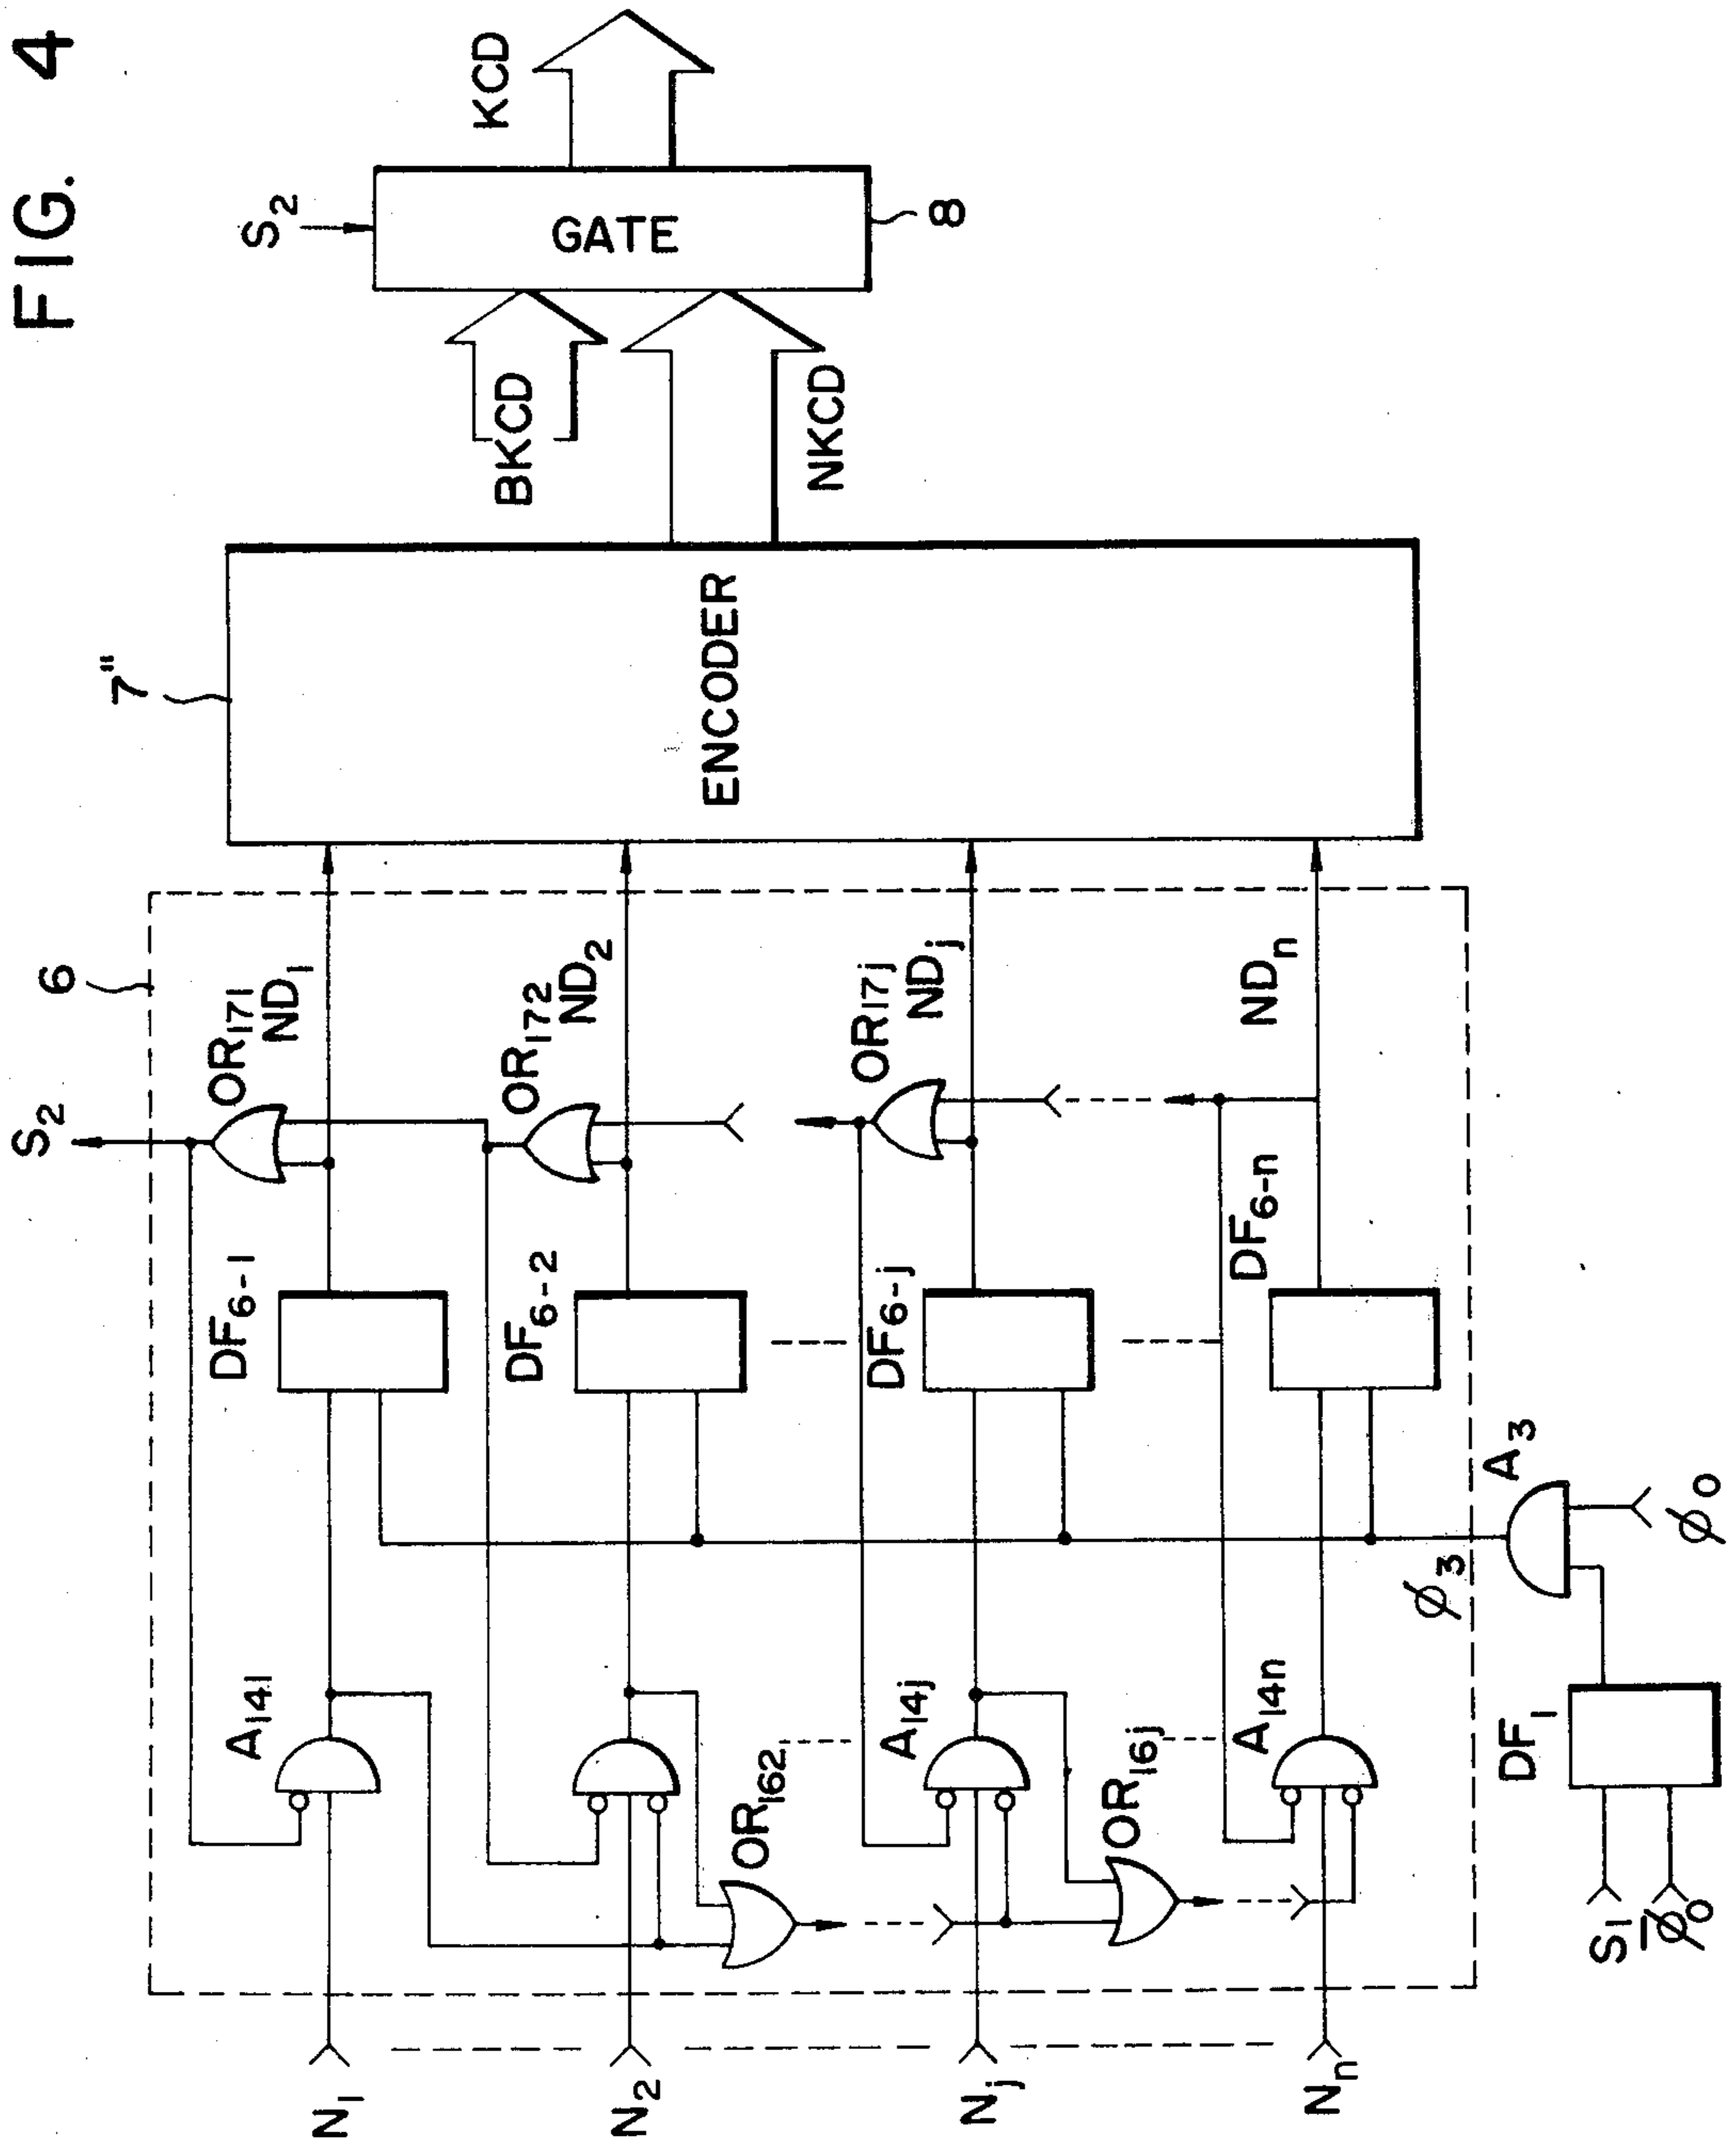 FIG. 4
S2
6
7"
OR171
ND1
DF6-1
A141
N1
S2
KCD
GATE
8
BKCD
NKCD
ENCODER
OR172
ND2
DF6-2
OR162
N2
OR17j
NDj
DF6-j
A14j
OR16j
Nj
NDn
DF6-n
A14n
Nn
ϕ3
A3
ϕ0
DF1
S1
ϕ̅0